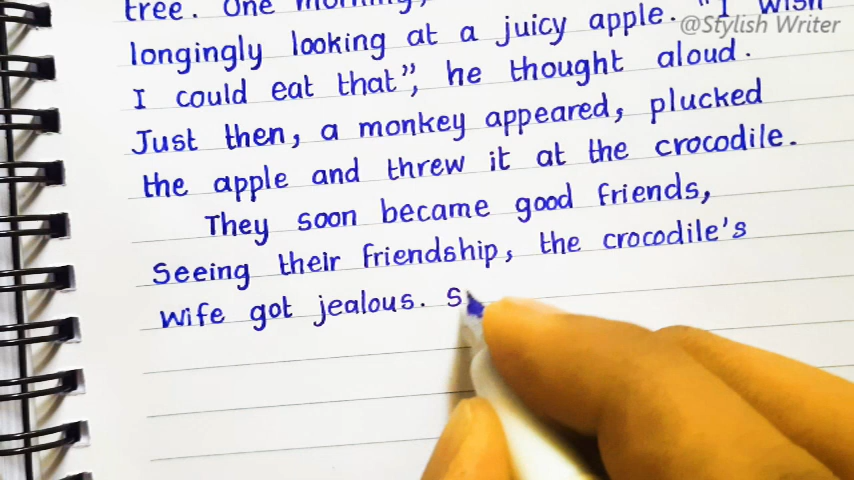 tree. One morning,
"I wish
@Stylish Writer
longingly looking at a juicy apple.
I could eat that", he thought aloud.
Just then, a monkey appeared, plucked
the apple and threw it at the crocodile.
They soon became good friends,
Seeing their friendship, the crocodile's
wife got jealous. S